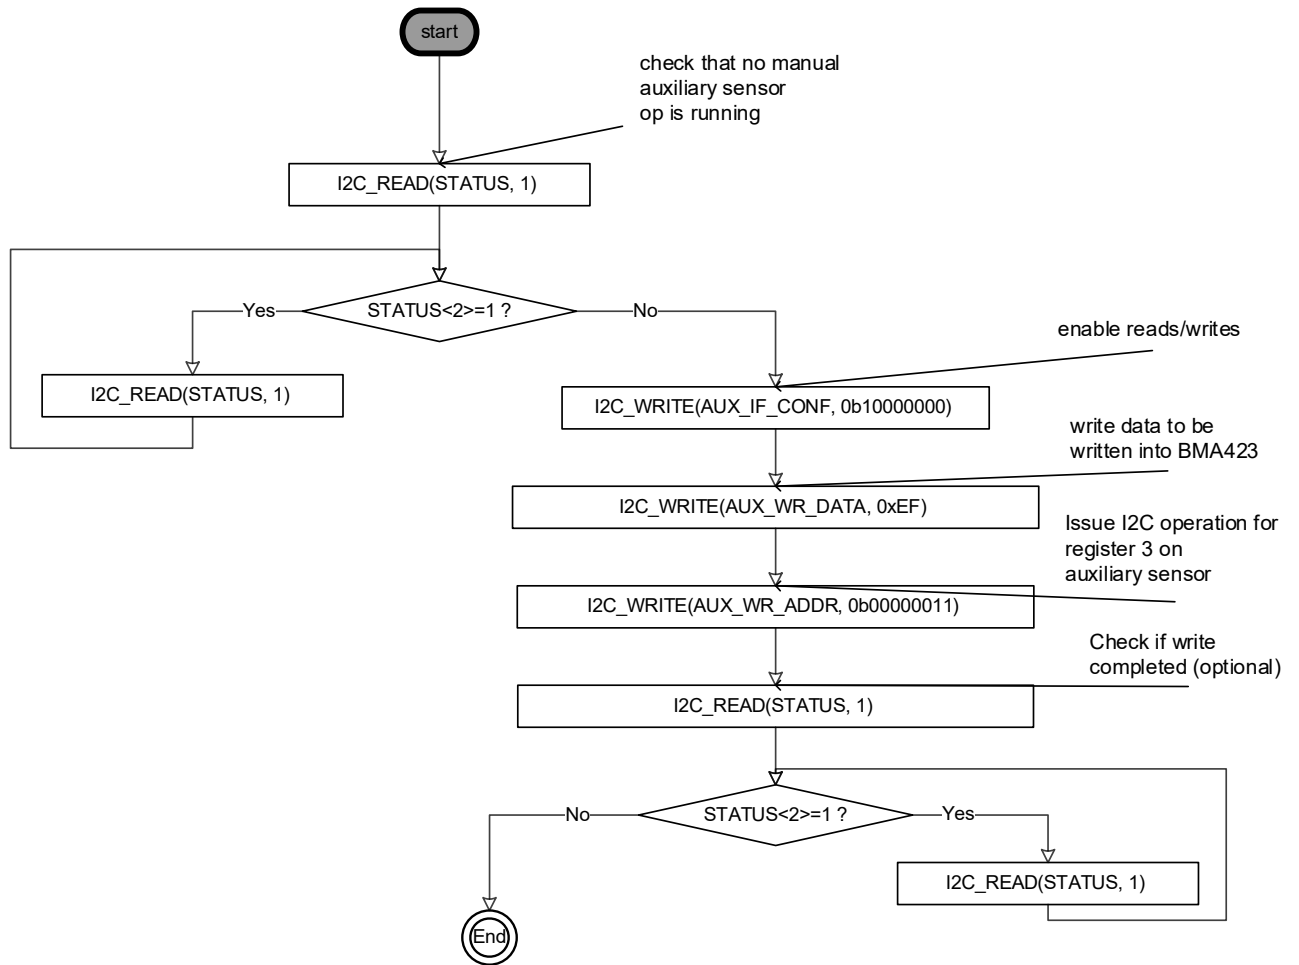 start
check that no manual
auxiliary sensor
op is running
I2C_READ(STATUS, 1)
STATUS<2>=1 ?
Yes
No
I2C_READ(STATUS, 1)
enable reads/writes
I2C_WRITE(AUX_IF_CONF, 0b10000000)
write data to be
written into BMA423
I2C_WRITE(AUX_WR_DATA, 0xEF)
Issue I2C operation for
register 3 on
auxiliary sensor
I2C_WRITE(AUX_WR_ADDR, 0b00000011)
Check if write
completed (optional)
I2C_READ(STATUS, 1)
STATUS<2>=1 ?
No
Yes
I2C_READ(STATUS, 1)
End